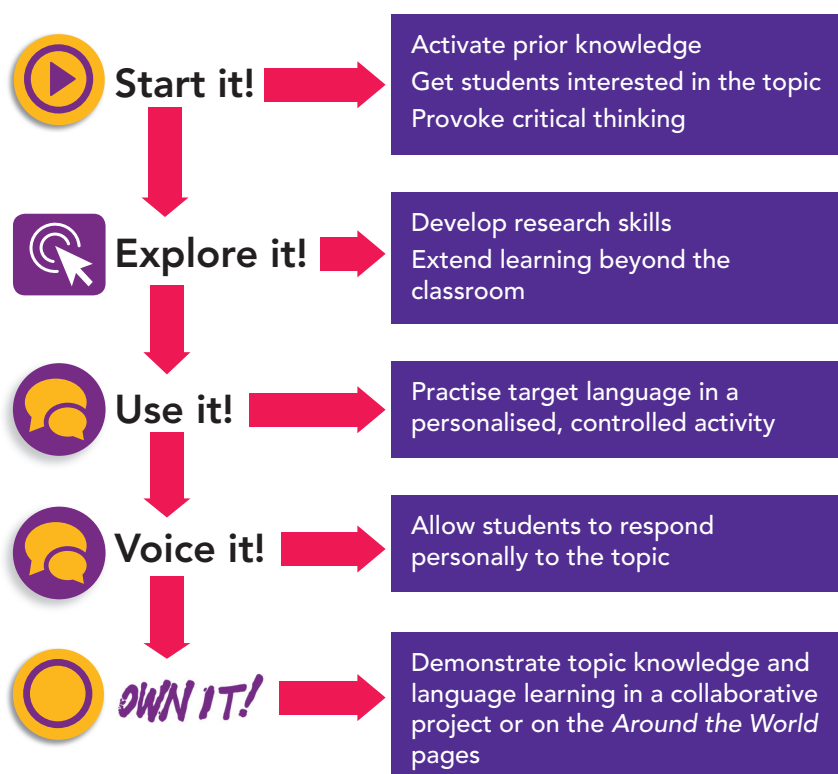 Start it!
Activate prior knowledge
Get students interested in the topic
Provoke critical thinking
Explore it!
Develop research skills
Extend learning beyond the
classroom
Use it!
Practise target language in a
personalised, controlled activity
Voice it!
Allow students to respond
personally to the topic
OWN IT!
Demonstrate topic knowledge and
language learning in a collaborative
project or on the Around the World
pages